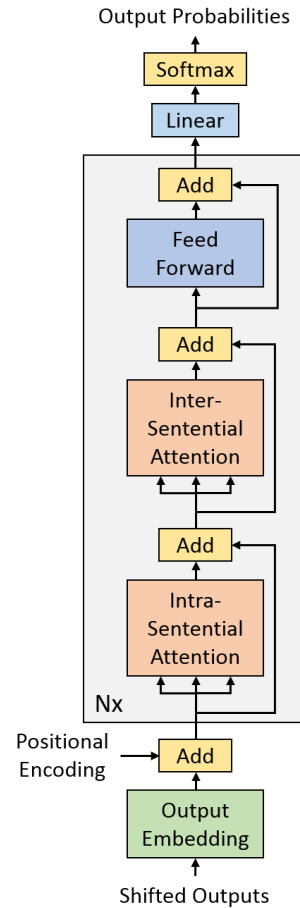 Output Probabilities
Softmax
Linear
Add
Feed
Forward
Add
Inter-
Sentential
Attention
Add
Intra-
Sentential
Attention
Nx
Positional
Encoding
Add
Output
Embedding
Shifted Outputs